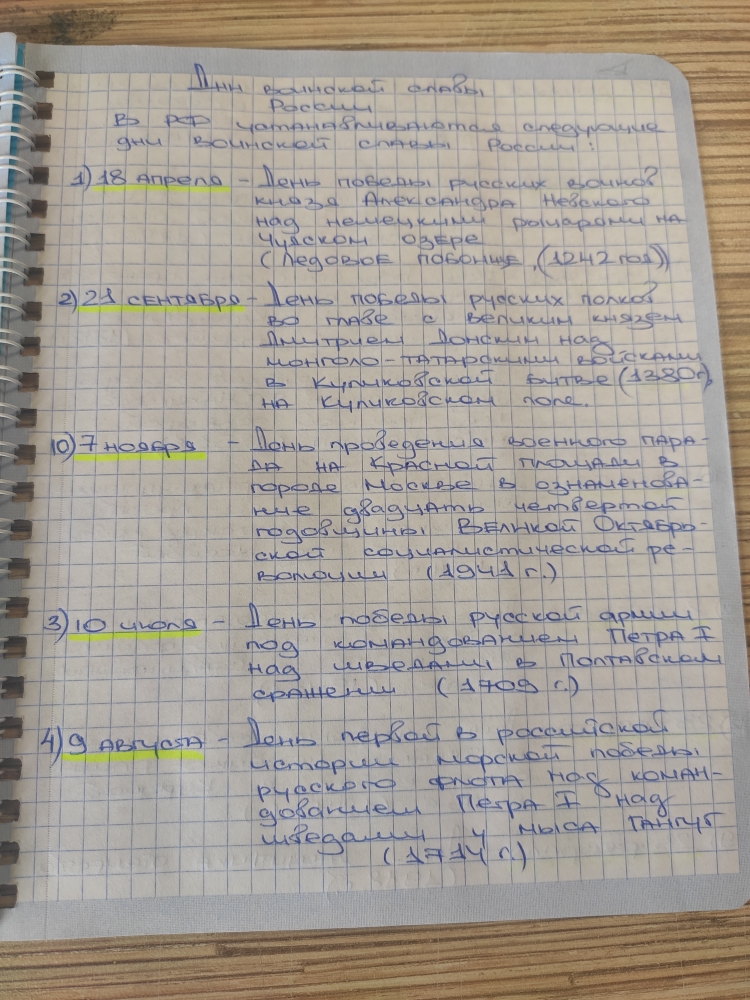 Дни воинской славы
России
В РФ устанавливаются следующие
дни воинской славы России:
1) 18 апреля - День победы русских воинов
князя Александра Невского
над немецкими рыцарями на
Чудском озере
(Ледовое побоище, (1242 год))
2) 21 сентября - День победы русских полков
во главе с великим князем
Дмитрием Донским над
монголо-татарскими войсками
в Куликовской битве (1380г.)
на Куликовском поле.
10) 7 ноября - День проведения военного пара-
да на Красной площади в
городе Москве в ознаменова-
ние двадцать четвертой
годовщины Великой Октябрь-
ской социалистической ре-
волюции (1941 г.)
3) 10 июля - День победы русской армии
под командованием Петра I
над шведами в Полтавском
сражении (1709 г.)
4) 9 августа - День первой в российской
истории морской победы
русского флота над коман-
дованием Петра I над
шведами у мыса Гангут
(1714 г.)